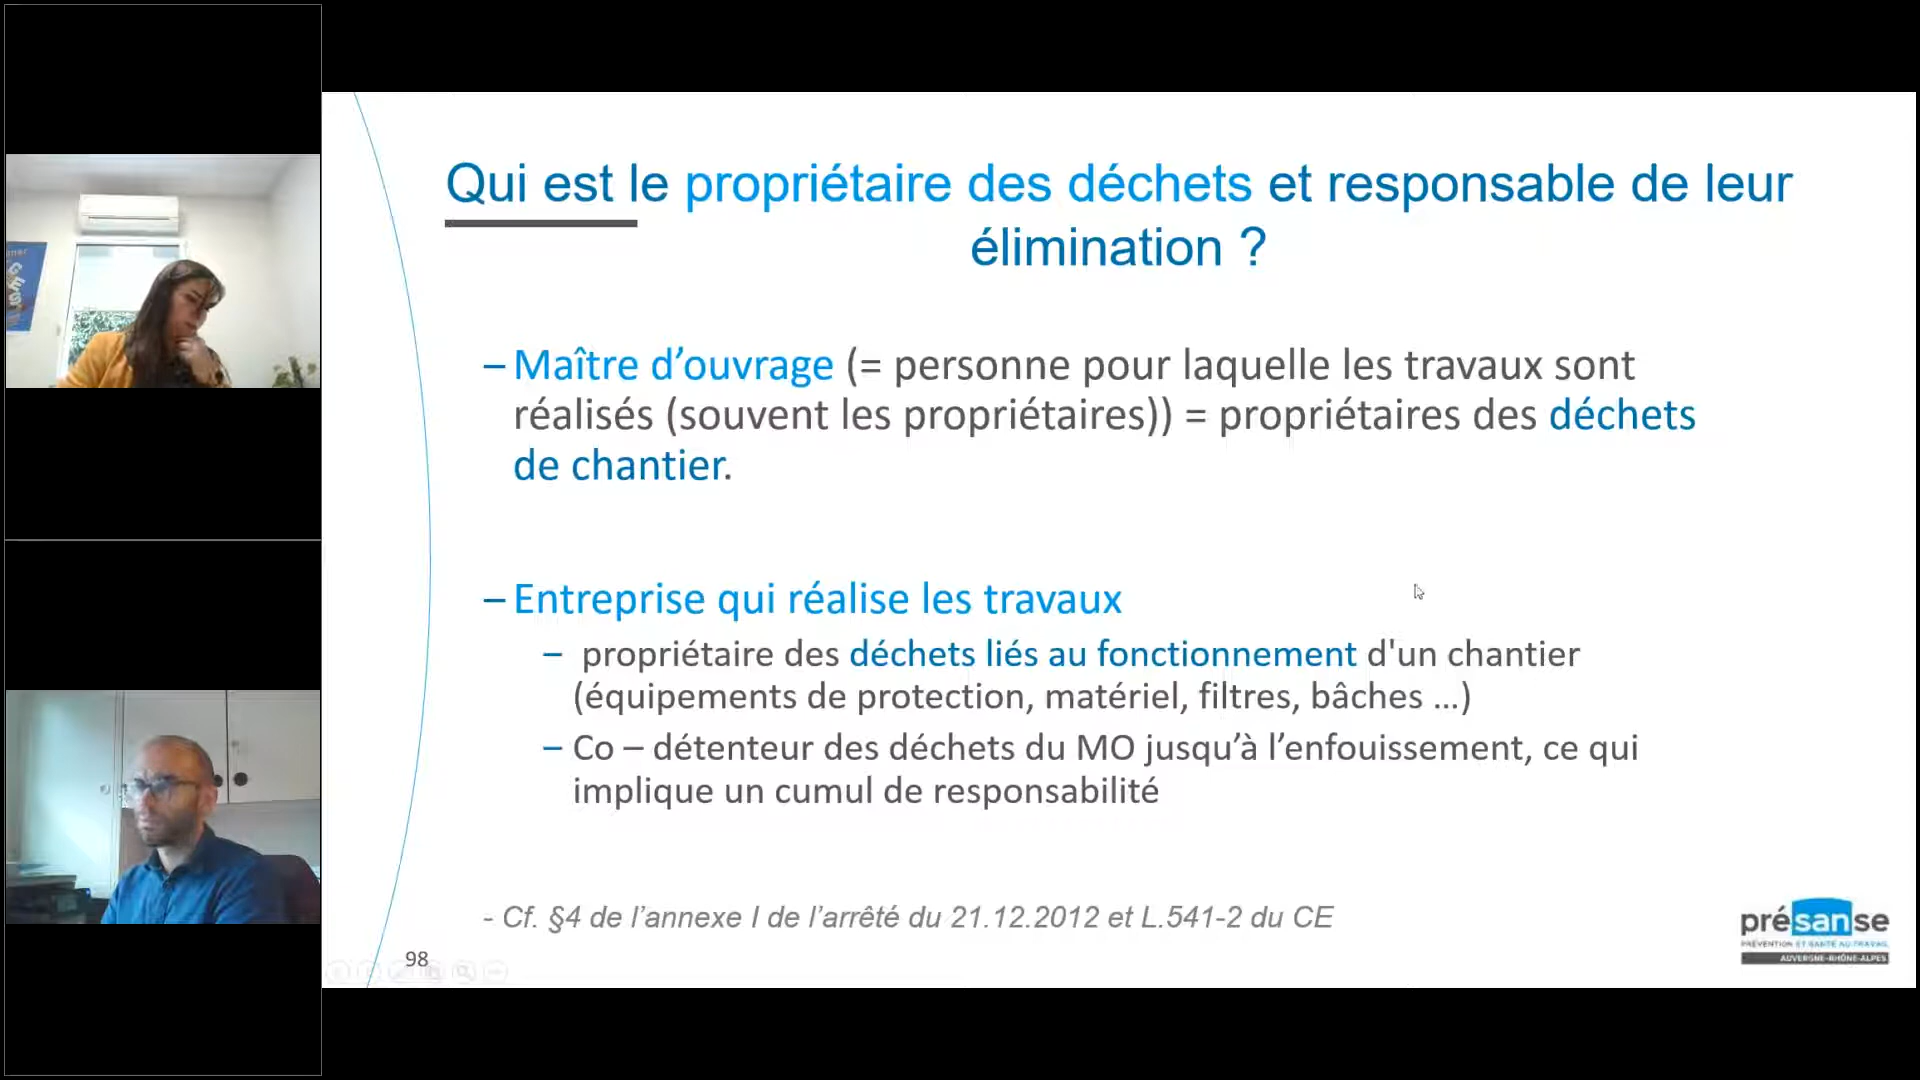 Qui est le propriétaire des déchets et responsable de leur
élimination ?
– Maître d’ouvrage (= personne pour laquelle les travaux sont
réalisés (souvent les propriétaires)) = propriétaires des déchets
de chantier.
– Entreprise qui réalise les travaux
– propriétaire des déchets liés au fonctionnement d'un chantier
(équipements de protection, matériel, filtres, bâches ...)
– Co – détenteur des déchets du MO jusqu’à l’enfouissement, ce qui
implique un cumul de responsabilité
- Cf. §4 de l’annexe I de l’arrêté du 21.12.2012 et L.541-2 du CE
98
présanse
PRÉVENTION ET SANTÉ AU TRAVAIL
AUVERGNE-RHÔNE-ALPES